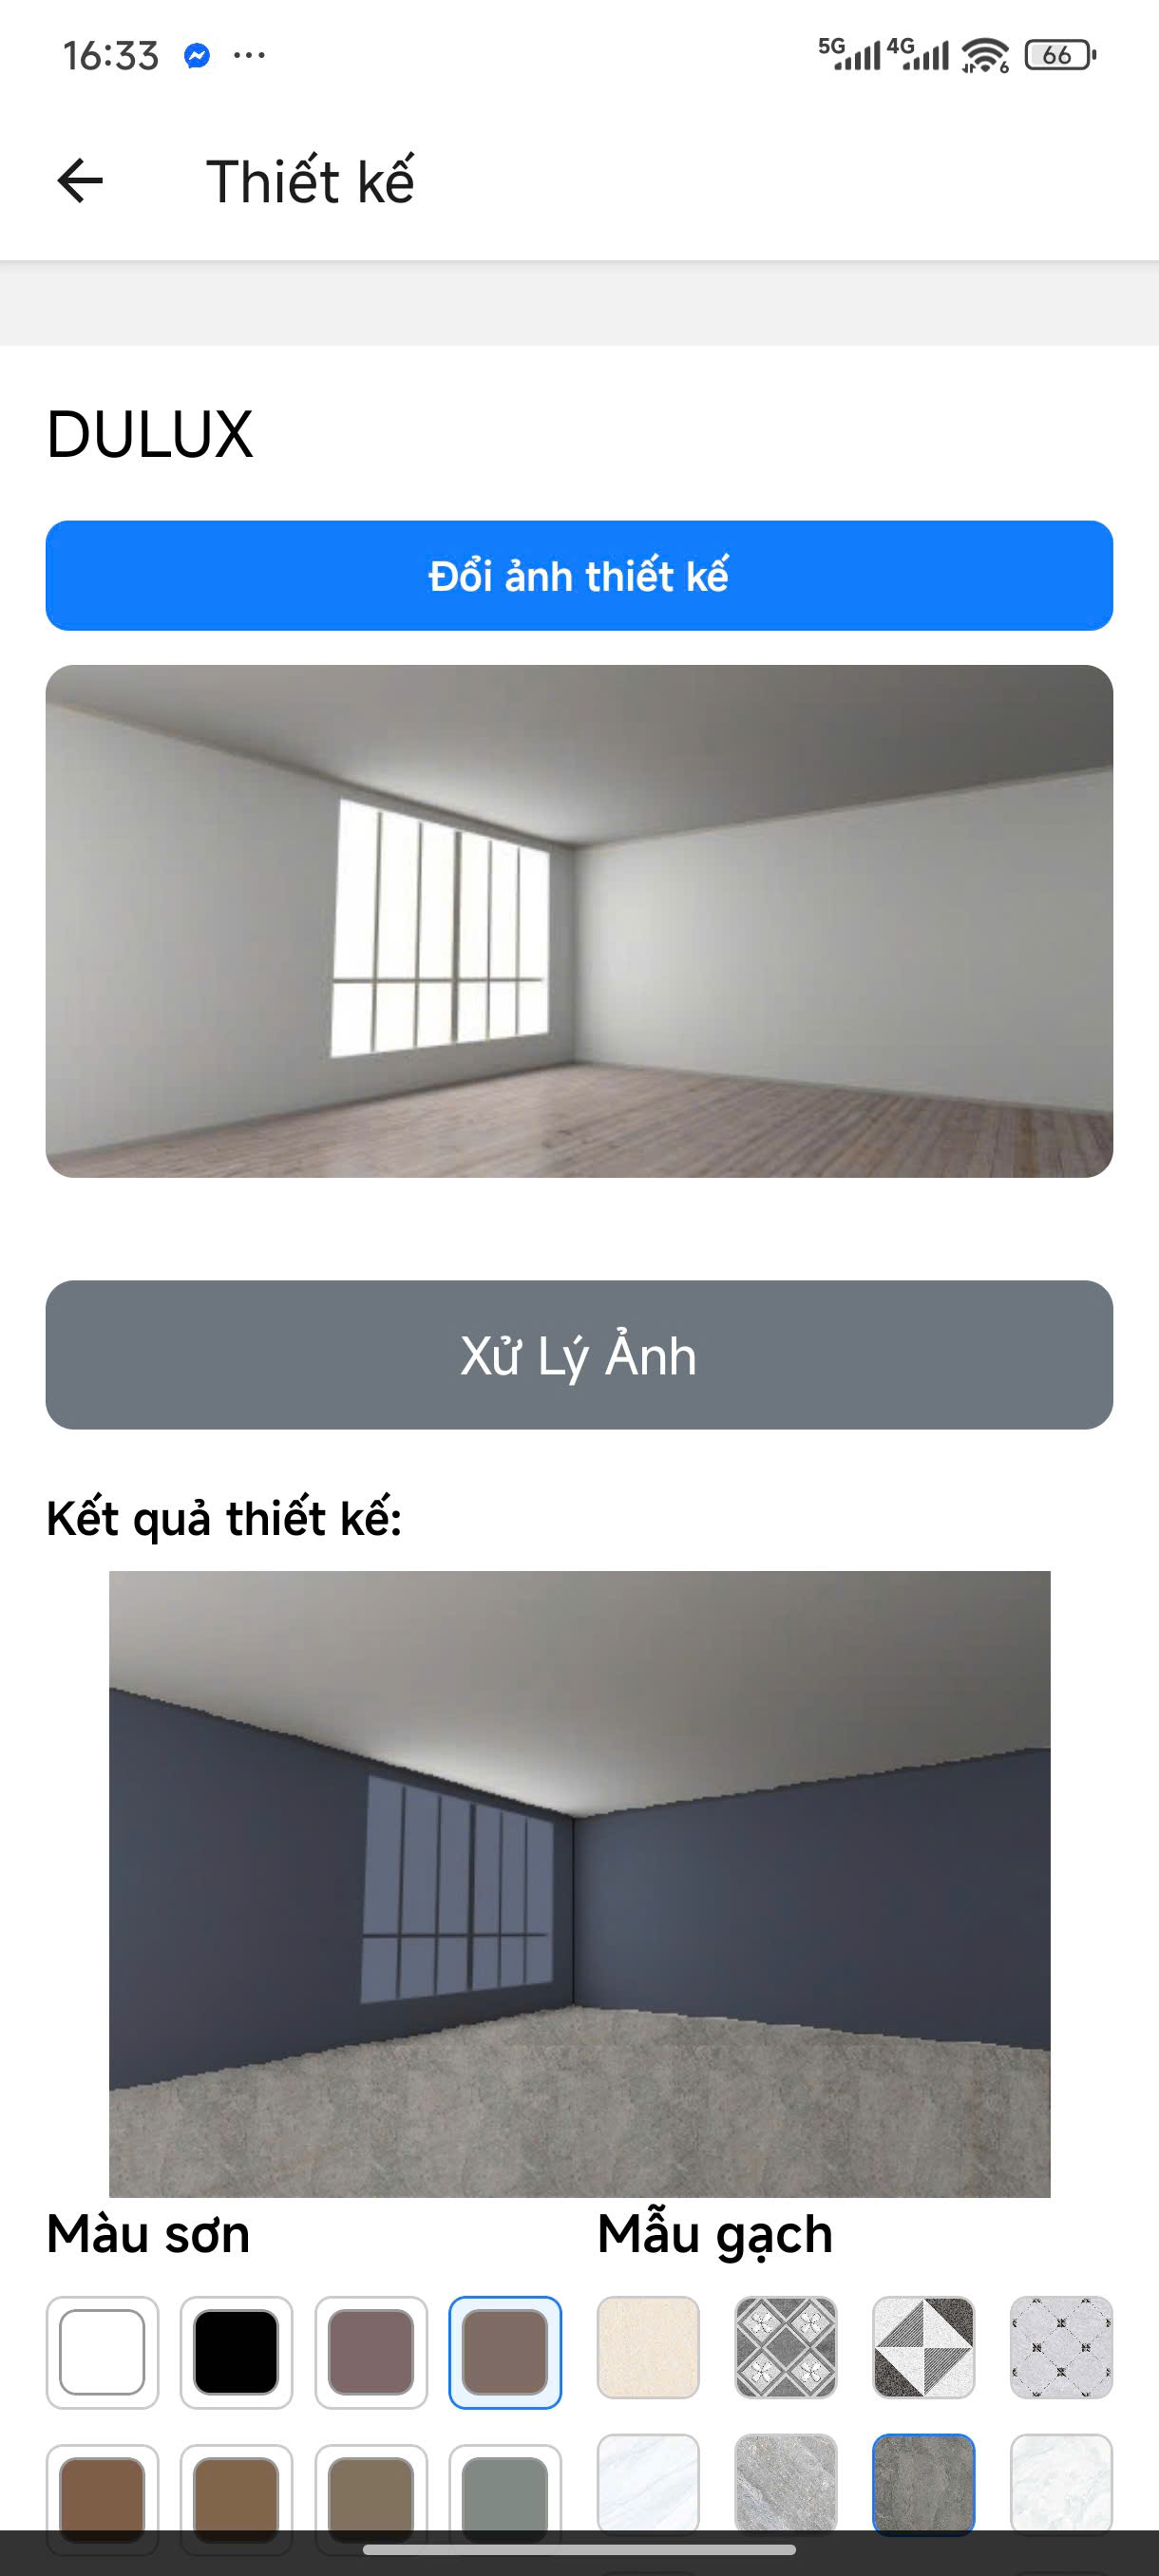 16:33
5G 4G 6 66
Thiết kế
DULUX
Đổi ảnh thiết kế
Xử Lý Ảnh
Kết quả thiết kế:
Màu sơn Mẫu gạch